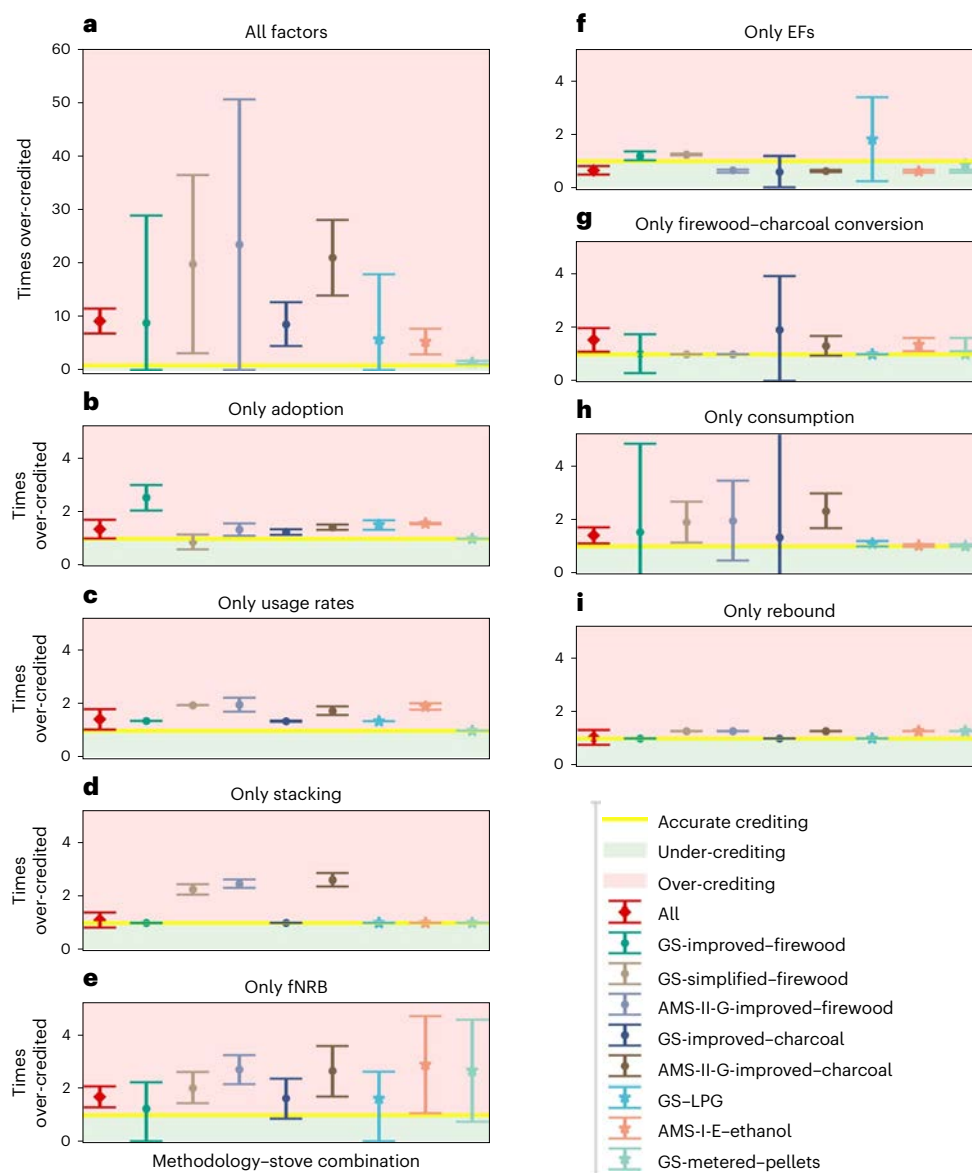 a
All factors
60
50
40
30
20
10
0
Times over-credited
b
Only adoption
4
2
0
Times
over-credited
c
Only usage rates
4
2
0
Times
over-credited
d
Only stacking
4
2
0
Times
over-credited
e
Only fNRB
4
2
0
Times
over-credited
Methodology–stove combination
f
Only EFs
4
2
0
g
Only firewood–charcoal conversion
4
2
0
h
Only consumption
4
2
0
i
Only rebound
4
2
0
Accurate crediting
Under-crediting
Over-crediting
All
GS-improved–firewood
GS-simplified–firewood
AMS-II-G-improved–firewood
GS-improved–charcoal
AMS-II-G-improved–charcoal
GS–LPG
AMS-I-E–ethanol
GS-metered–pellets